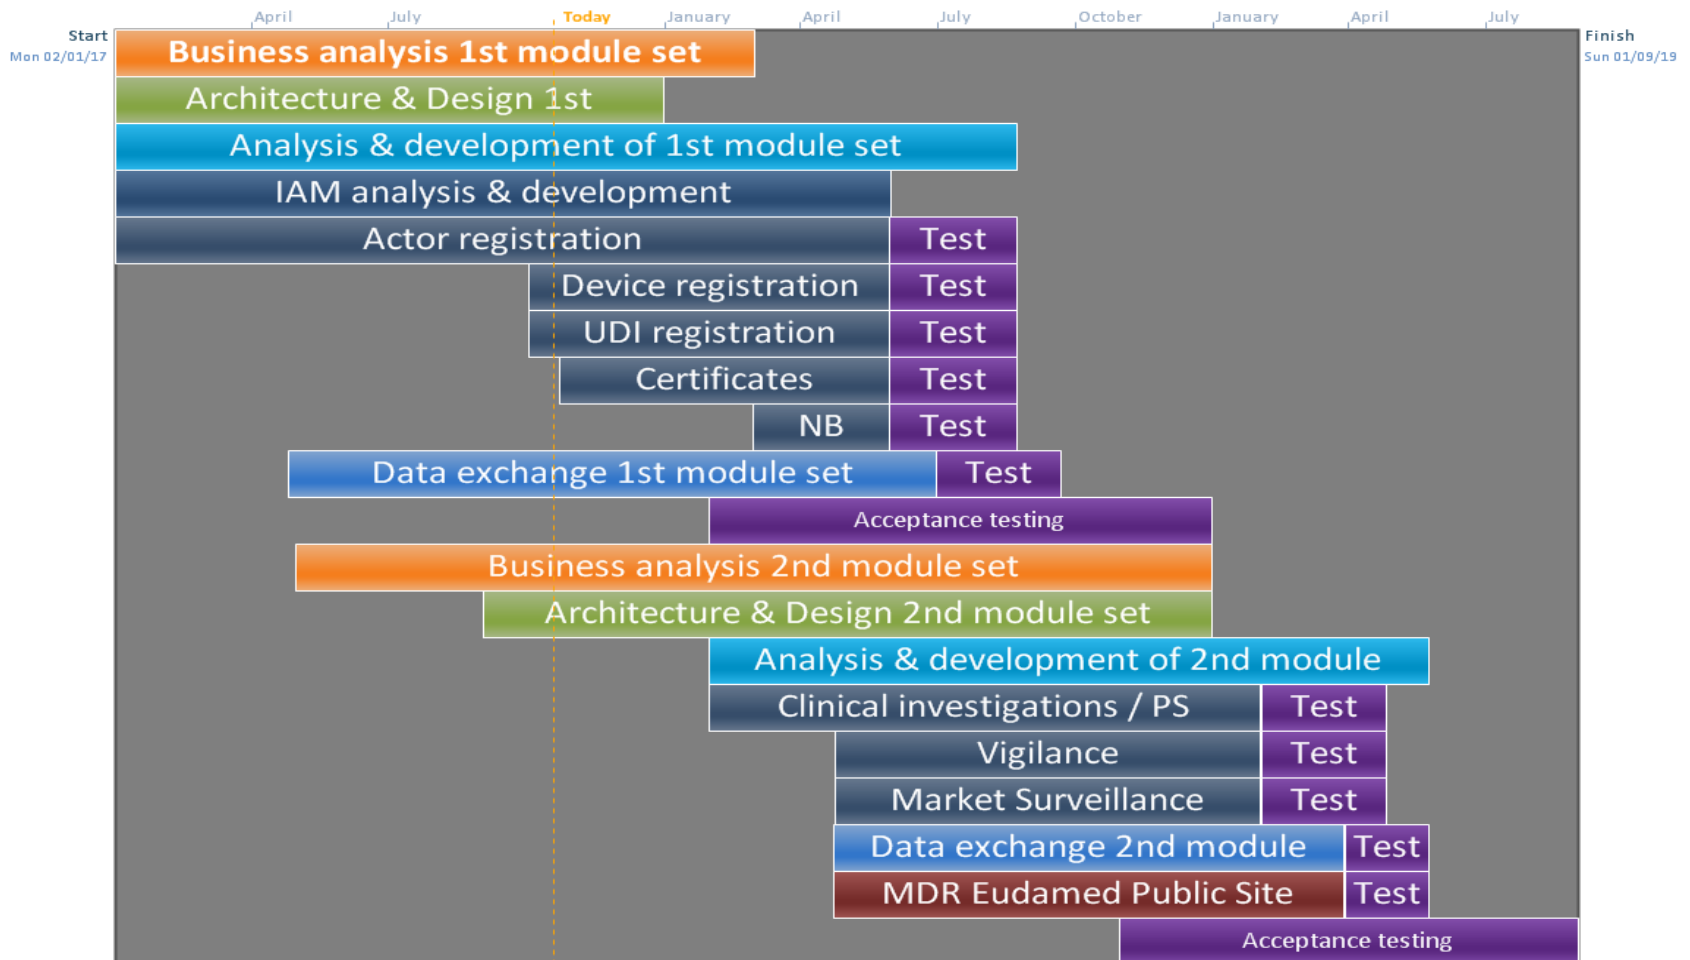 April July Today January April July October January April July
Start
Mon 02/01/17
Finish
Sun 01/09/19
Business analysis 1st module set
Architecture & Design 1st
Analysis & development of 1st module set
IAM analysis & development
Actor registration Test
Device registration Test
UDI registration Test
Certificates Test
NB Test
Data exchange 1st module set Test
Acceptance testing
Business analysis 2nd module set
Architecture & Design 2nd module set
Analysis & development of 2nd module
Clinical investigations / PS Test
Vigilance Test
Market Surveillance Test
Data exchange 2nd module Test
MDR Eudamed Public Site Test
Acceptance testing